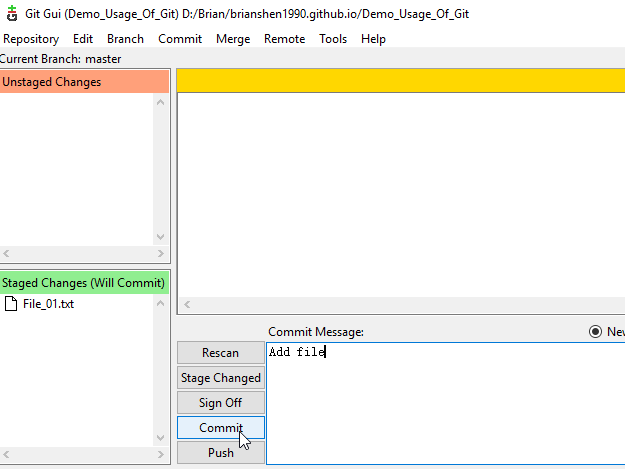 Git Gui (Demo_Usage_Of_Git) D:/Brian/brianshen1990.github.io/Demo_Usage_Of_Git
Repository Edit Branch Commit Merge Remote Tools Help
Current Branch: master
Unstaged Changes
Staged Changes (Will Commit)
File_01.txt
Commit Message:
Rescan
Add file
Stage Changed
Sign Off
Commit
Push